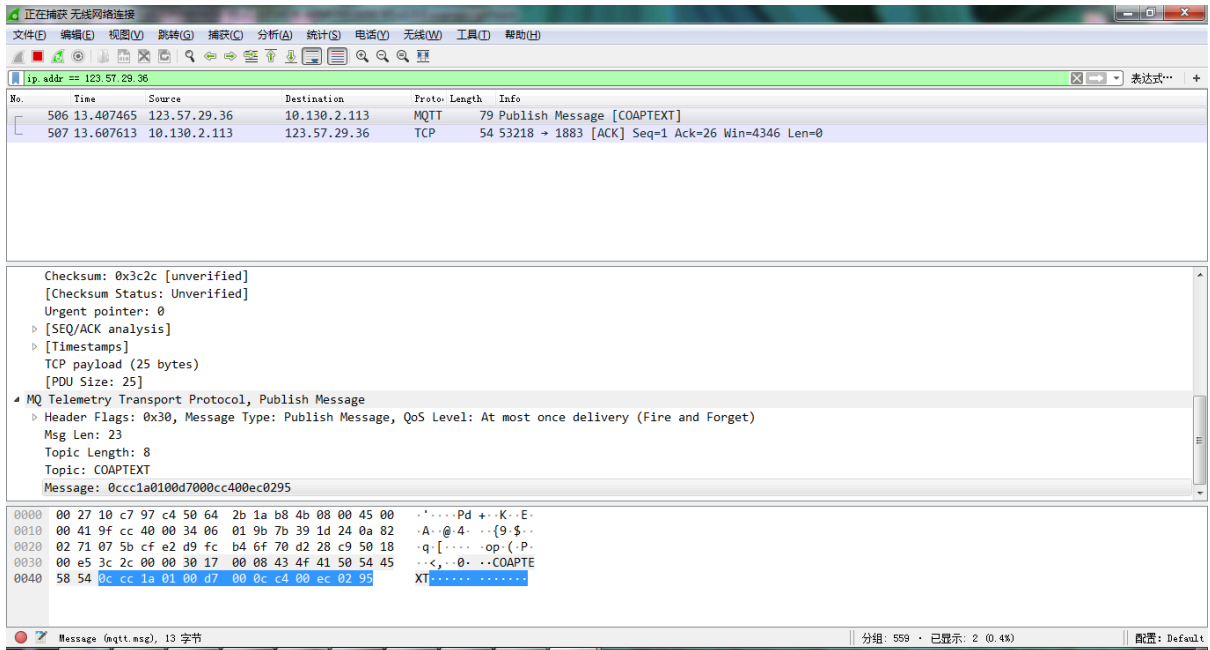 正在捕获 无线网络连接
文件(F) 编辑(E) 视图(V) 跳转(G) 捕获(C) 分析(A) 统计(S) 电话(Y) 无线(W) 工具(T) 帮助(H)
ip.addr == 123.57.29.36 表达式… +
No. Time Source Destination Proto Length Info
506 13.407465 123.57.29.36 10.130.2.113 MQTT 79 Publish Message [COAPTEXT]
507 13.607613 10.130.2.113 123.57.29.36 TCP 54 53218 → 1883 [ACK] Seq=1 Ack=26 Win=4346 Len=0
Checksum: 0x3c2c [unverified]
[Checksum Status: Unverified]
Urgent pointer: 0
[SEQ/ACK analysis]
[Timestamps]
TCP payload (25 bytes)
[PDU Size: 25]
MQ Telemetry Transport Protocol, Publish Message
Header Flags: 0x30, Message Type: Publish Message, QoS Level: At most once delivery (Fire and Forget)
Msg Len: 23
Topic Length: 8
Topic: COAPTEXT
Message: 0ccc1a0100d7000cc400ec0295
0000 00 27 10 c7 97 c4 50 64 2b 1a b8 4b 08 00 45 00 ·'····Pd +··K··E·
0010 00 41 9f cc 40 00 34 06 01 9b 7b 39 1d 24 0a 82 ·A··@·4· ··{9·$··
0020 02 71 07 5b cf e2 d9 fc b4 6f 70 d2 28 c9 50 18 ·q·[···· ·op·(·P·
0030 00 e5 3c 2c 00 00 30 17 00 08 43 4f 41 50 54 45 ··<,··0· ··COAPTE
0040 58 54 0c cc 1a 01 00 d7 00 0c c4 00 ec 02 95 XT······ ·······
Message (mqtt.msg), 13 字节 分组: 559 · 已显示: 2 (0.4%) 配置: Default